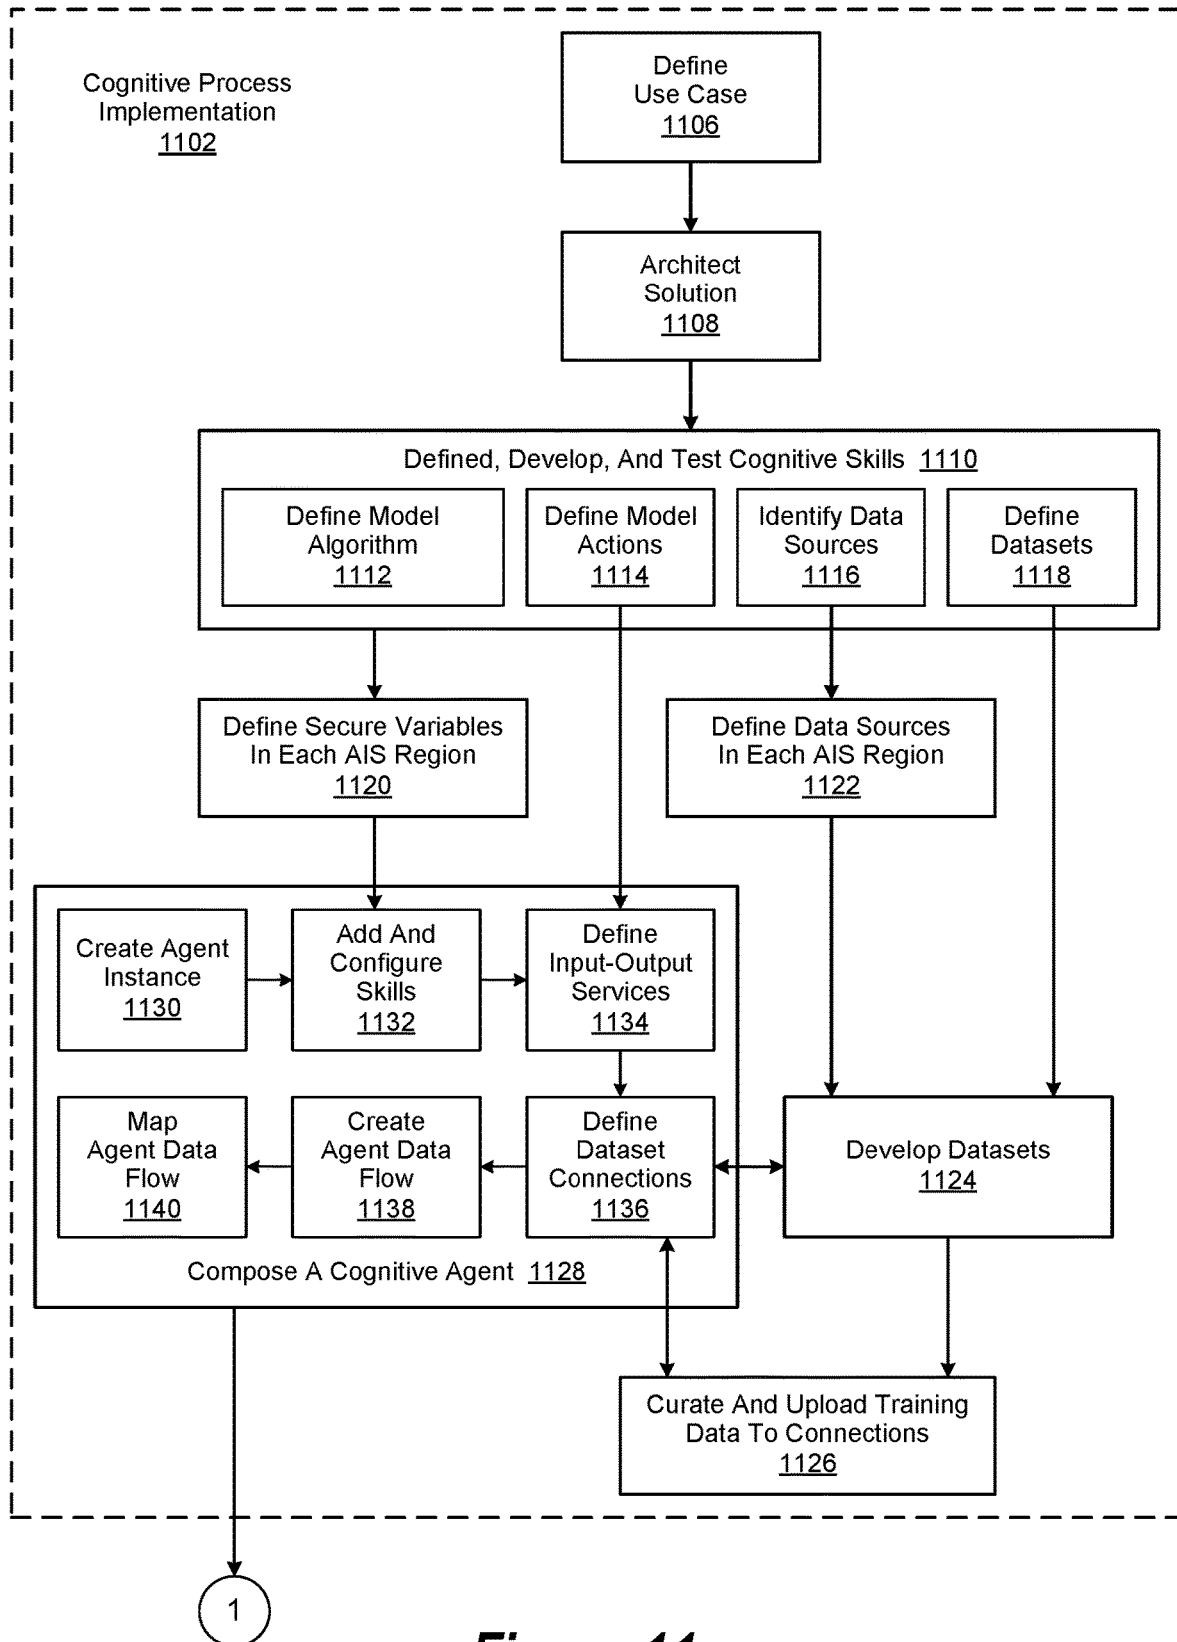 Cognitive Process
Implementation
1102
Define
Use Case
1106
Architect
Solution
1108
Defined, Develop, And Test Cognitive Skills 1110
Define Model
Algorithm
1112
Define Model
Actions
1114
Identify Data
Sources
1116
Define
Datasets
1118
Define Secure Variables
In Each AIS Region
1120
Define Data Sources
In Each AIS Region
1122
Create Agent
Instance
1130
Add And
Configure
Skills
1132
Define
Input-Output
Services
1134
Map
Agent Data
Flow
1140
Create
Agent Data
Flow
1138
Define
Dataset
Connections
1136
Develop Datasets
1124
Compose A Cognitive Agent 1128
Curate And Upload Training
Data To Connections
1126
1